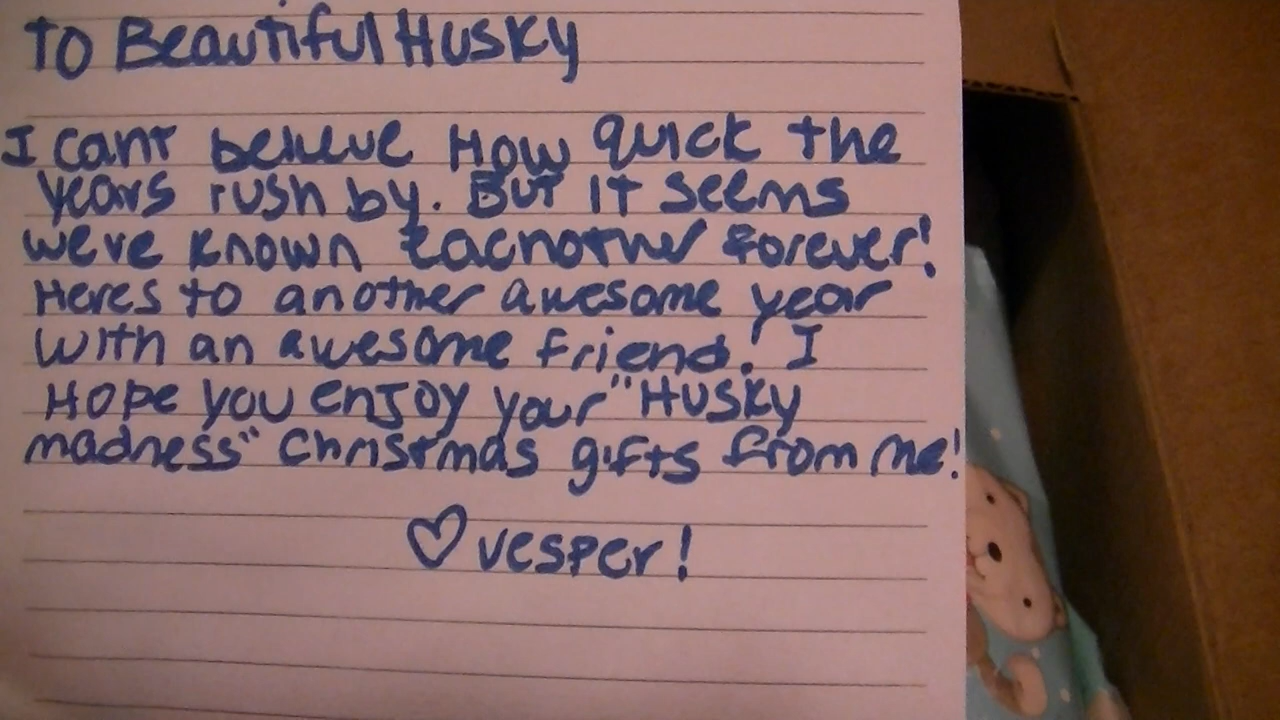 To Beautiful Husky
I cant believe How quick the
years rush by. But it seems
we've known Eachother forever!
Heres to another awesome year
with an awesome friend! I
Hope you enjoy your "Husky
madness" Christmas gifts from me!
♡ vesper!